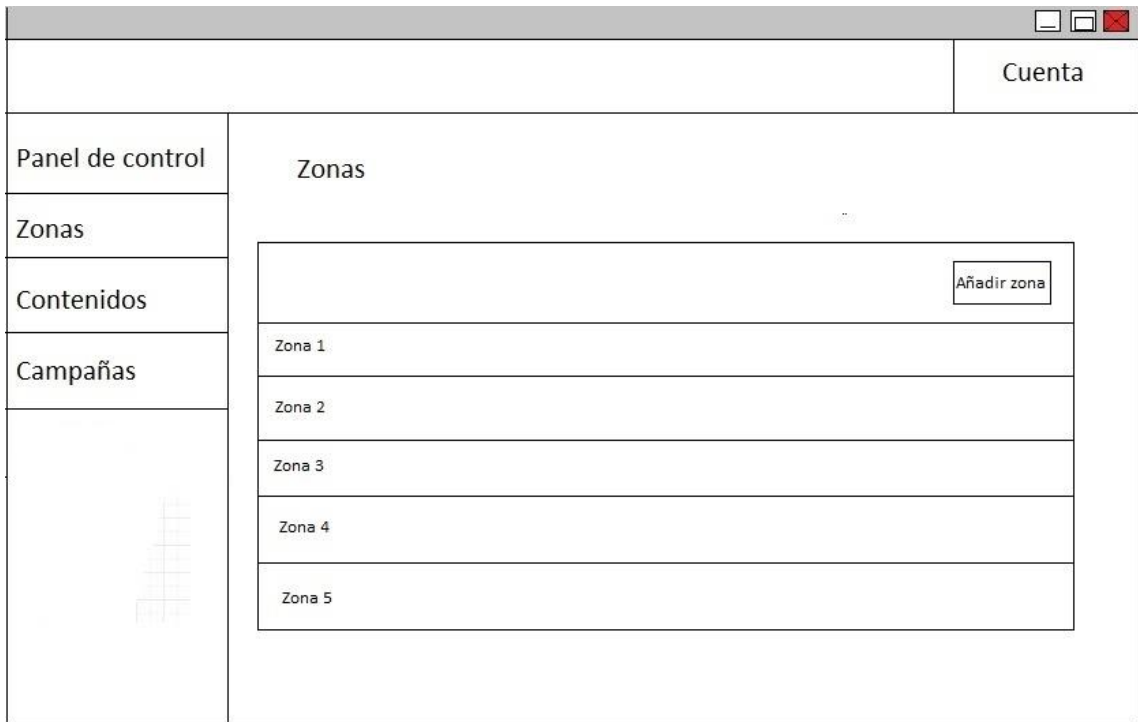 Cuenta
Panel de control
Zonas
Contenidos
Campañas
Zonas
Añadir zona
Zona 1
Zona 2
Zona 3
Zona 4
Zona 5